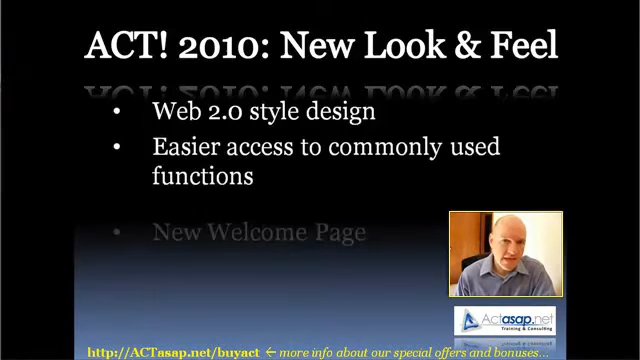 ACT! 2010: New Look & Feel
• Web 2.0 style design
• Easier access to commonly used
functions
• New Welcome Page
Actasap.net
Training & Consulting
http://ACTasap.net/buyact ← more info about our special offers and bonuses...